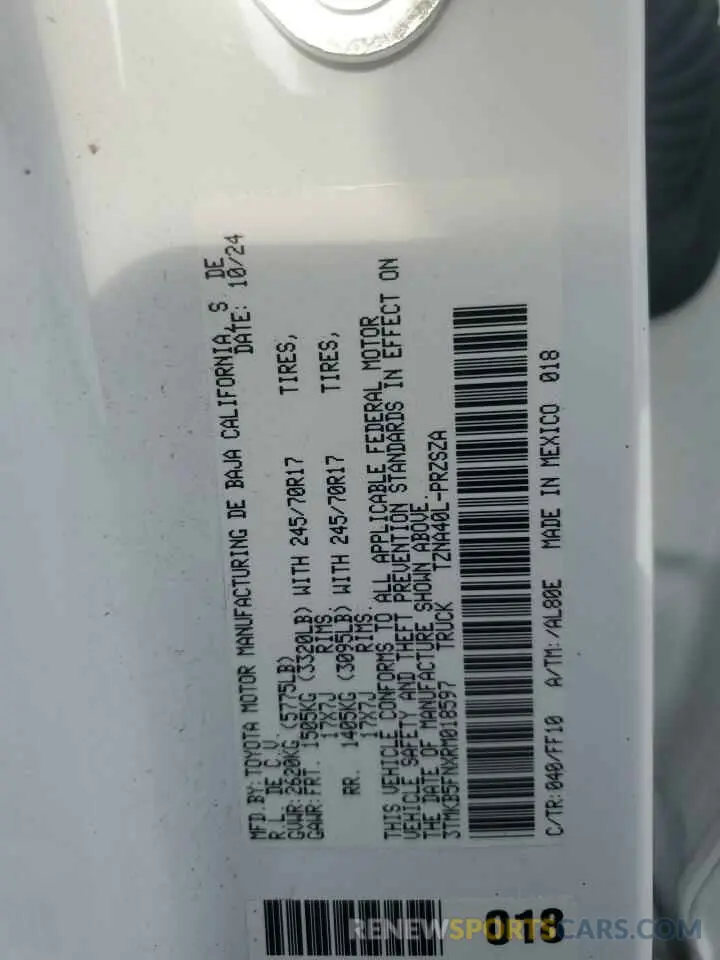 MFD.BY:TOYOTA MOTOR MANUFACTURING DE BAJA CALIFORNIA, S. DE
R.L. DE C.V. DATE: 10/24
GVWR:2620KG (5775LB)
GAWR:FRT. 1505KG (3320LB) WITH 245/70R17 TIRES,
17X7J RIMS.
RR. 1405KG (3095LB) WITH 245/70R17 TIRES,
17X7J RIMS.
THIS VEHICLE CONFORMS TO ALL APPLICABLE FEDERAL MOTOR
VEHICLE SAFETY AND THEFT PREVENTION STANDARDS IN EFFECT ON
THE DATE OF MANUFACTURE SHOWN ABOVE.
3TMKB5FNXRM018597 TRUCK TZNA40L-PRZSZA
C/TR:040/FF10 A/TM:/AL80E MADE IN MEXICO 018
018
RENEWSPORTSCARS.COM